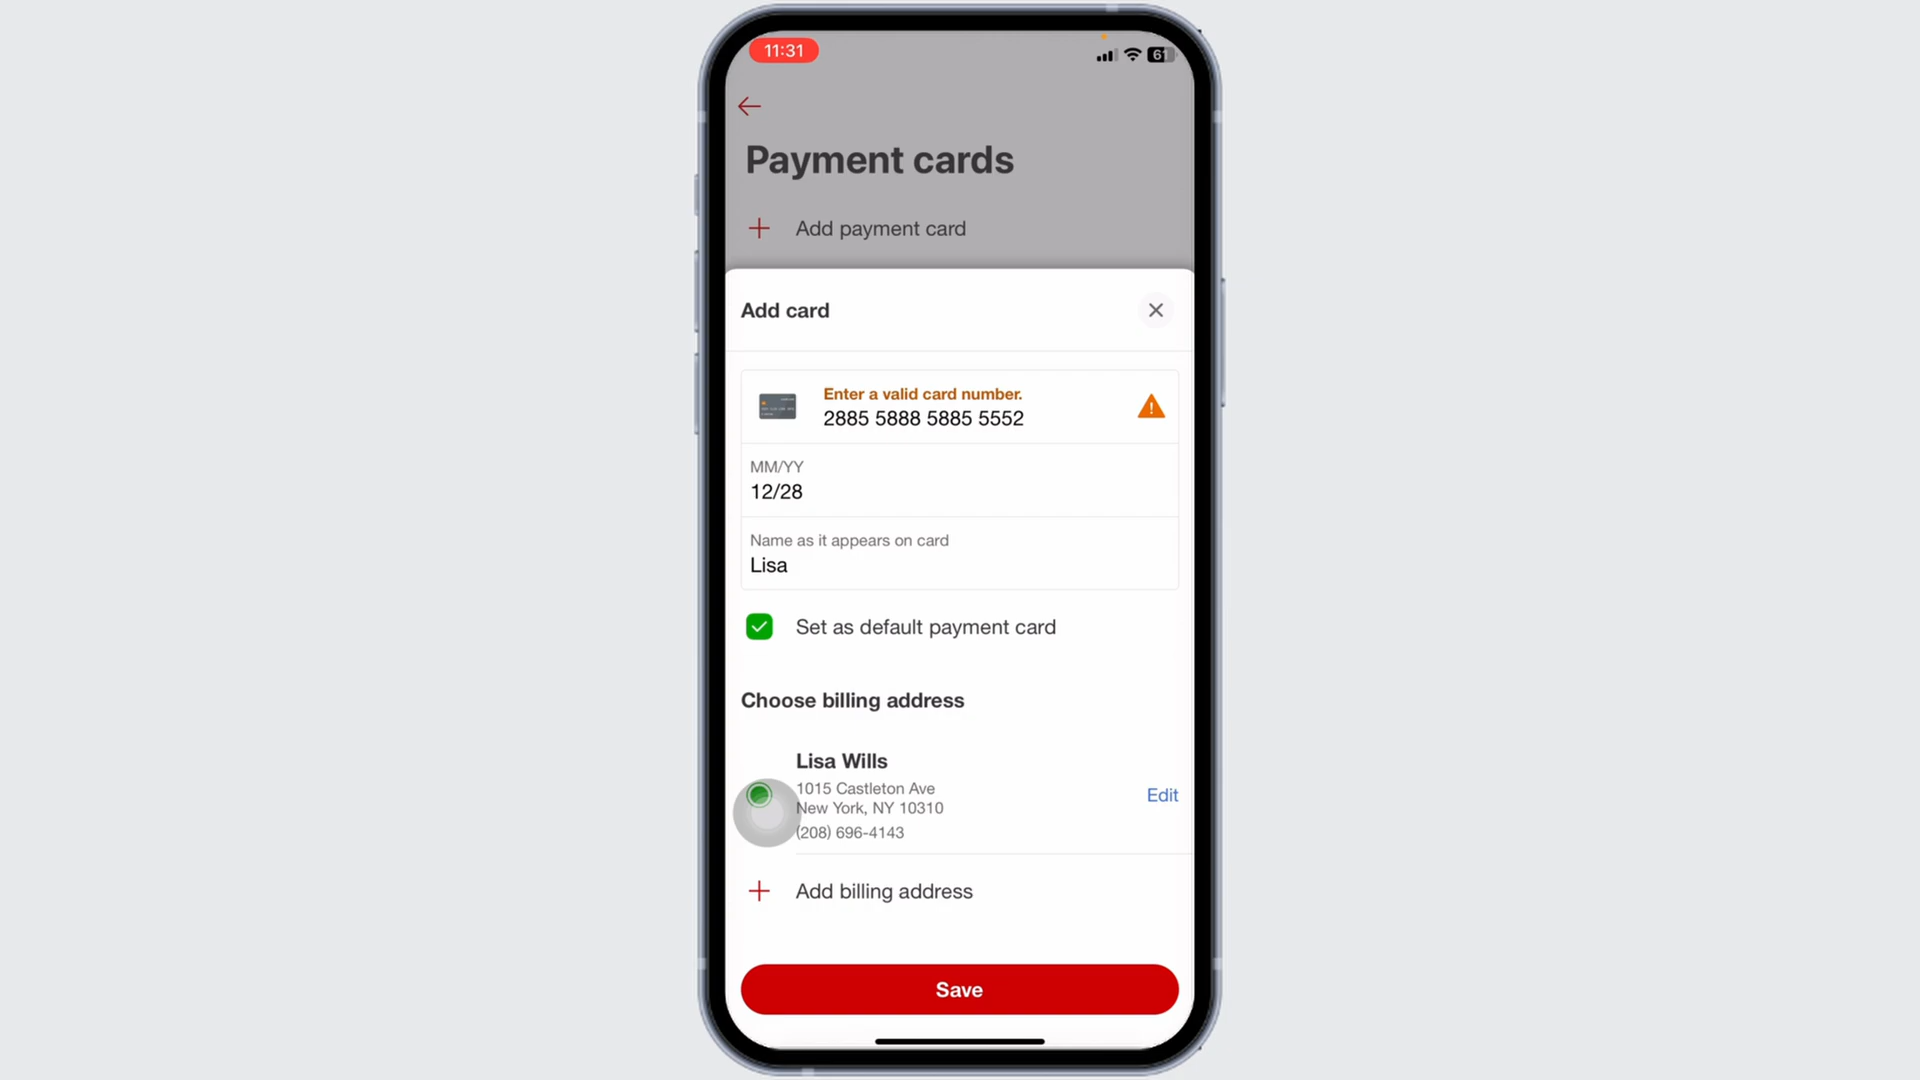 11:31
61
Payment cards
Add payment card
Add card
Enter a valid card number.
2885 5888 5885 5552
MM/YY
12/28
Name as it appears on card
Lisa
Set as default payment card
Choose billing address
Lisa Wills
1015 Castleton Ave
New York, NY 10310
(208) 696-4143
Edit
Add billing address
Save